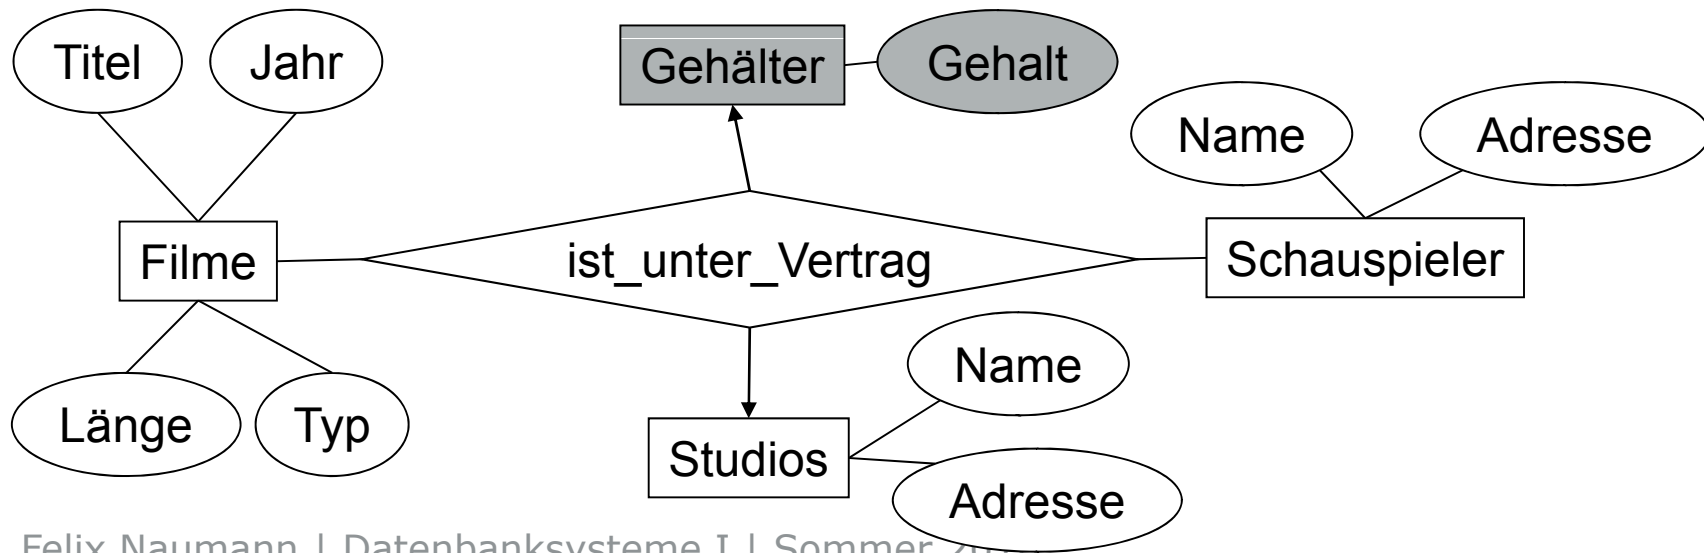 Titel
Jahr
Gehälter
Gehalt
Name
Adresse
Filme
ist_unter_Vertrag
Schauspieler
Name
Länge
Typ
Studios
Adresse
Felix Naumann | Datenbanksysteme I | Sommer